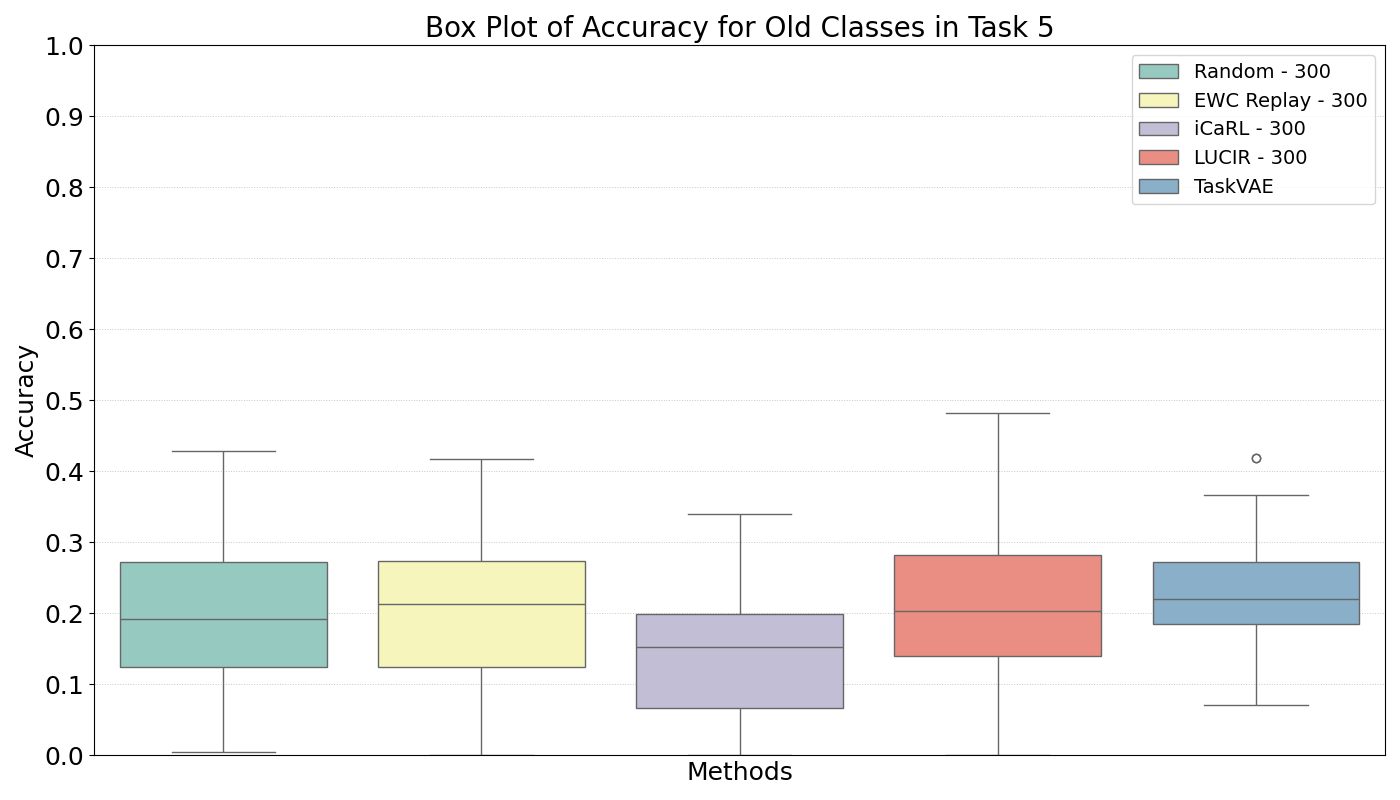 Box Plot of Accuracy for Old Classes in Task 5
1.0
0.9
0.8
0.7
0.6
0.5
0.4
0.3
0.2
0.1
0.0
Accuracy
Methods
Random - 300
EWC Replay - 300
iCaRL - 300
LUCIR - 300
TaskVAE